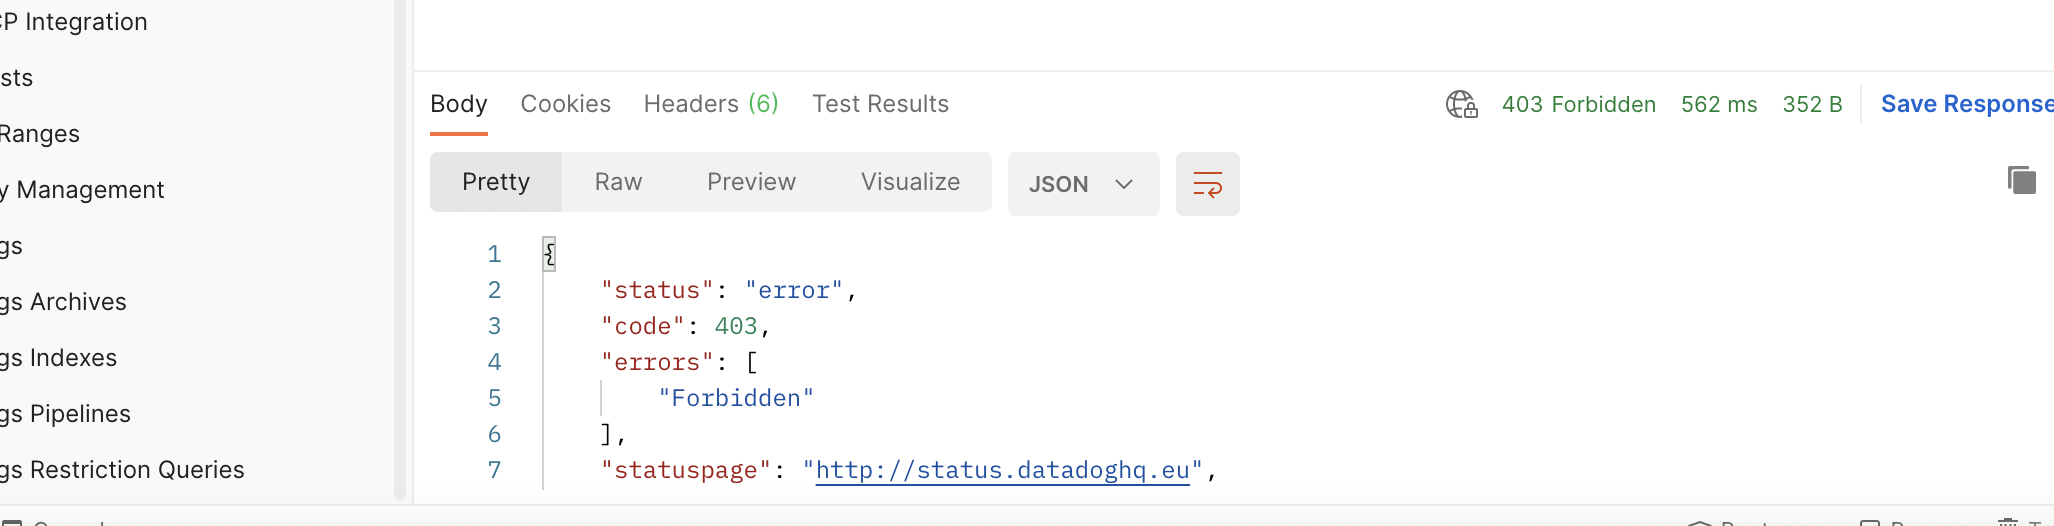 CP Integration
sts
Ranges
y Management
gs
gs Archives
gs Indexes
gs Pipelines
gs Restriction Queries
Body Cookies Headers (6) Test Results
403 Forbidden 562 ms 352 B Save Response
Pretty Raw Preview Visualize JSON
1 {
2 "status": "error",
3 "code": 403,
4 "errors": [
5 "Forbidden"
6 ],
7 "statuspage": "http://status.datadoghq.eu",